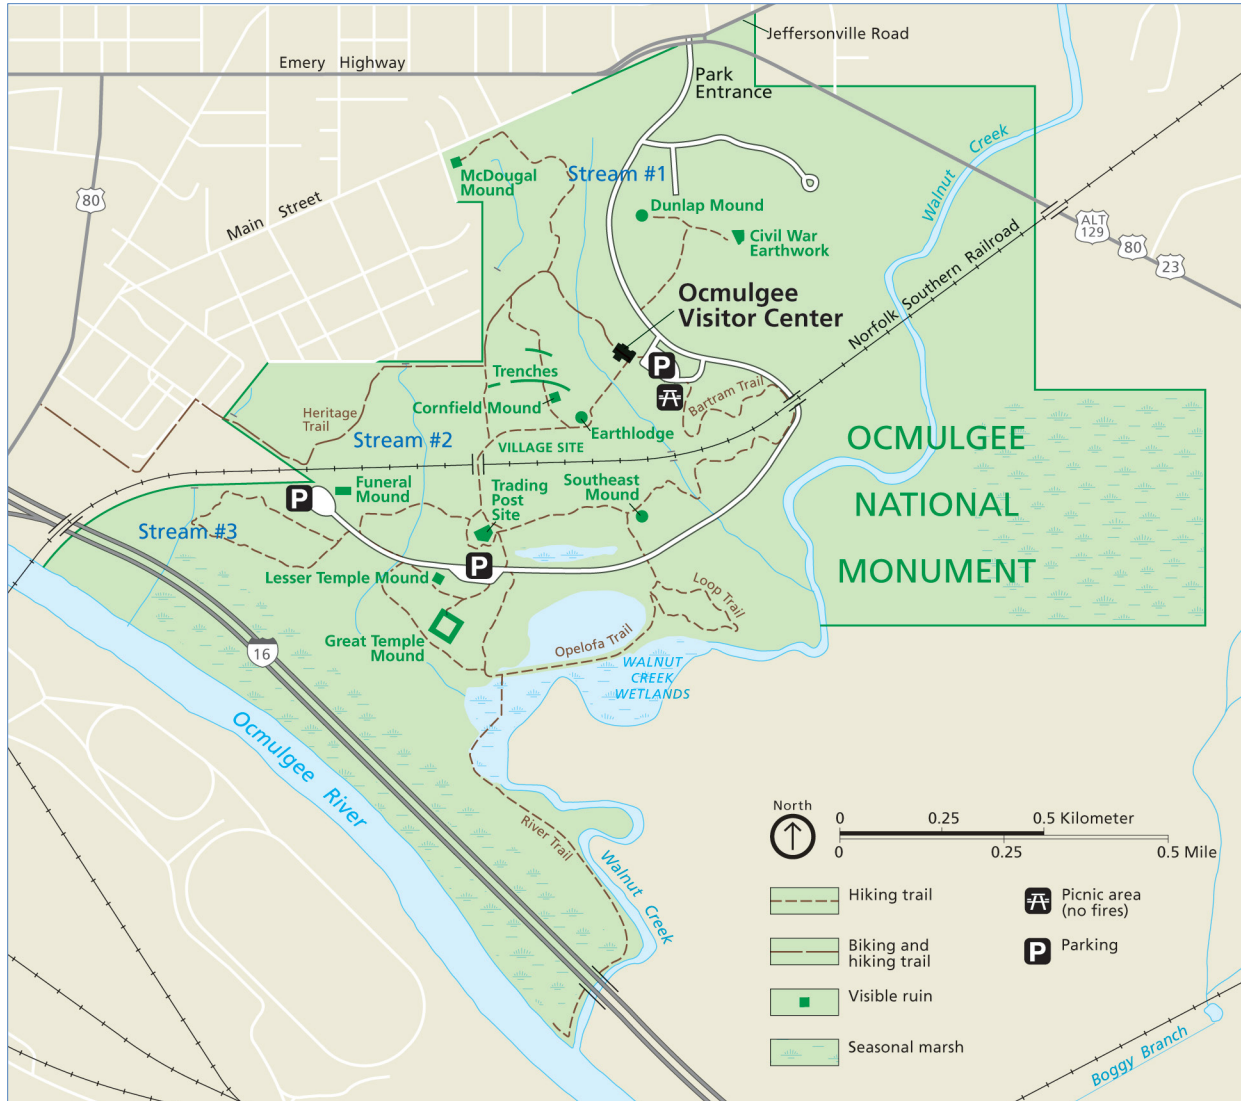 Jeffersonville Road
Emery Highway
Park
Entrance
80
McDougal
Mound
Stream #1
Main Street
Dunlap Mound
Civil War
Earthwork
Walnut
Creek
ALT
129
80
23
Norfolk Southern Railroad
Ocmulgee
Visitor Center
P
Trenches
Cornfield Mound
Bartram Trail
Heritage
Trail
Stream #2
Earthlodge
VILLAGE SITE
OCMULGEE
NATIONAL
MONUMENT
Funeral
Mound
P
Trading
Post
Site
Southeast
Mound
Stream #3
P
Lesser Temple Mound
Loop Trail
Great Temple
Mound
Opelofa Trail
WALNUT
CREEK
WETLANDS
16
Ocmulgee River
River Trail
Walnut Creek
North
0 0.25 0.5 Kilometer
0 0.25 0.5 Mile
Hiking trail
Picnic area
(no fires)
Biking and
hiking trail
P
Parking
Visible ruin
Seasonal marsh
Boggy Branch